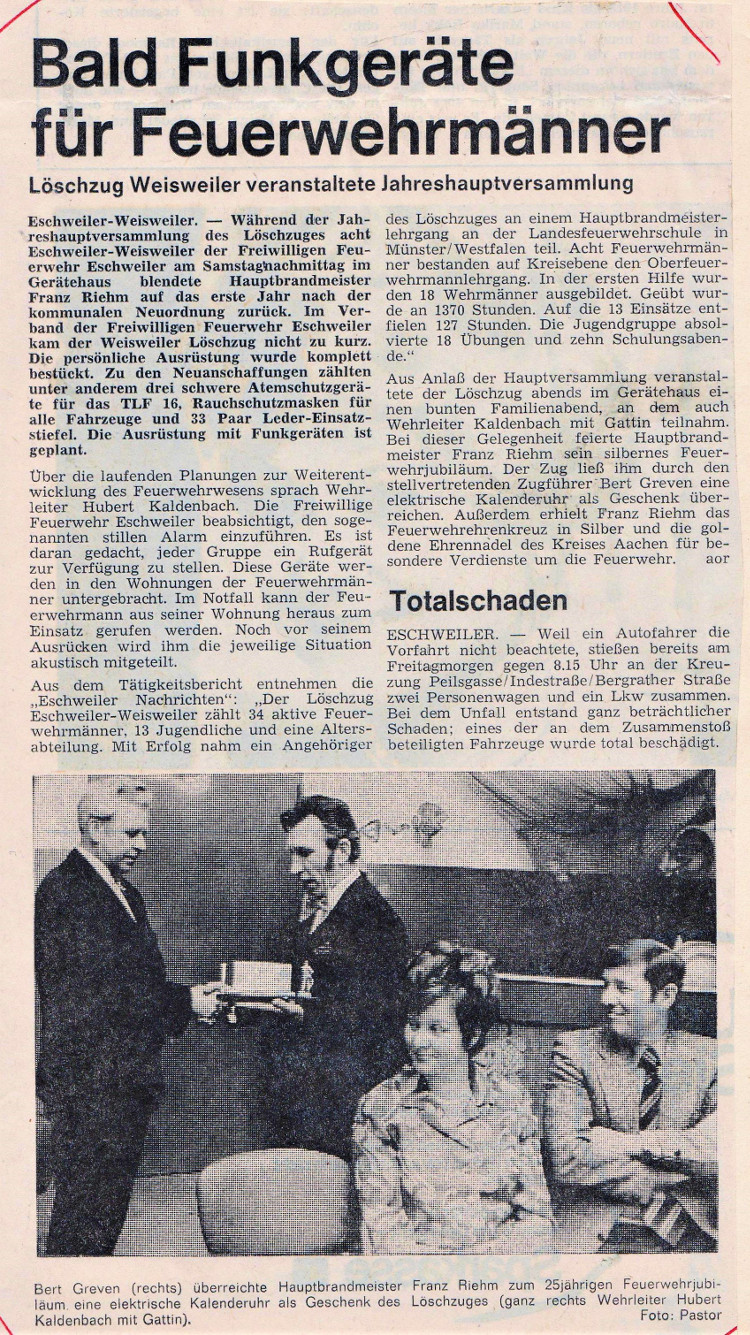 Bald Funkgeräte
für Feuerwehrmänner
Löschzug Weisweiler veranstaltete Jahreshauptversammlung
Eschweiler-Weisweiler. — Während der Jah-
reshauptversammlung des Löschzuges acht
Eschweiler-Weisweiler der Freiwilligen Feu-
erwehr Eschweiler am Samstagnachmittag im
Gerätehaus blendete Hauptbrandmeister
Franz Riehm auf das erste Jahr nach der
kommunalen Neuordnung zurück. Im Ver-
band der Freiwilligen Feuerwehr Eschweiler
kam der Weisweiler Löschzug nicht zu kurz.
Die persönliche Ausrüstung wurde komplett
bestückt. Zu den Neuanschaffungen zählten
unter anderem drei schwere Atemschutzgerä-
te für das TLF 16, Rauchschutzmasken für
alle Fahrzeuge und 33 Paar Leder-Einsatz-
stiefel. Die Ausrüstung mit Funkgeräten ist
geplant.
Über die laufenden Planungen zur Weiterent-
wicklung des Feuerwehrwesens sprach Wehr-
leiter Hubert Kaldenbach. Die Freiwillige
Feuerwehr Eschweiler beabsichtigt, den soge-
nannten stillen Alarm einzuführen. Es ist
daran gedacht, jeder Gruppe ein Rufgerät
zur Verfügung zu stellen. Diese Geräte wer-
den in den Wohnungen der Feuerwehrmän-
ner untergebracht. Im Notfall kann der Feu-
erwehrmann aus seiner Wohnung heraus zum
Einsatz gerufen werden. Noch vor seinem
Ausrücken wird ihm die jeweilige Situation
akustisch mitgeteilt.
Aus dem Tätigkeitsbericht entnehmen die
„Eschweiler Nachrichten“: „Der Löschzug
Eschweiler-Weisweiler zählt 34 aktive Feuer-
wehrmänner, 13 Jugendliche und eine Alters-
abteilung. Mit Erfolg nahm ein Angehöriger
des Löschzuges an einem Hauptbrandmeister-
lehrgang an der Landesfeuerwehrschule in
Münster/Westfalen teil. Acht Feuerwehrmän-
ner bestanden auf Kreisebene den Oberfeuer-
wehrmannlehrgang. In der ersten Hilfe wur-
den 18 Wehrmänner ausgebildet. Geübt wur-
de an 1370 Stunden. Auf die 13 Einsätze ent-
fielen 127 Stunden. Die Jugendgruppe absol-
vierte 18 Übungen und zehn Schulungsaben-
de.“
Aus Anlaß der Hauptversammlung veranstal-
tete der Löschzug abends im Gerätehaus ei-
nen bunten Familienabend, an dem auch
Wehrleiter Kaldenbach mit Gattin teilnahm.
Bei dieser Gelegenheit feierte Hauptbrand-
meister Franz Riehm sein silbernes Feuer-
wehrjubiläum. Der Zug ließ ihm durch den
stellvertretenden Zugführer Bert Greven eine
elektrische Kalenderuhr als Geschenk über-
reichen. Außerdem erhielt Franz Riehm das
Feuerwehrehrenkreuz in Silber und die gol-
dene Ehrennadel des Kreises Aachen für be-
sondere Verdienste um die Feuerwehr. aor
Totalschaden
ESCHWEILER. — Weil ein Autofahrer die
Vorfahrt nicht beachtete, stießen bereits am
Freitagmorgen gegen 8.15 Uhr an der Kreu-
zung Peilsgasse/Indestraße/Bergrather Straße
zwei Personenwagen und ein Lkw zusammen.
Bei dem Unfall entstand ganz beträchtlicher
Schaden; eines der an dem Zusammenstoß
beteiligten Fahrzeuge wurde total beschädigt.
Bert Greven (rechts) überreichte Hauptbrandmeister Franz Riehm zum 25jährigen Feuerwehrjubi-
läum eine elektrische Kalenderuhr als Geschenk des Löschzuges (ganz rechts Wehrleiter Hubert
Kaldenbach mit Gattin). Foto: Pastor